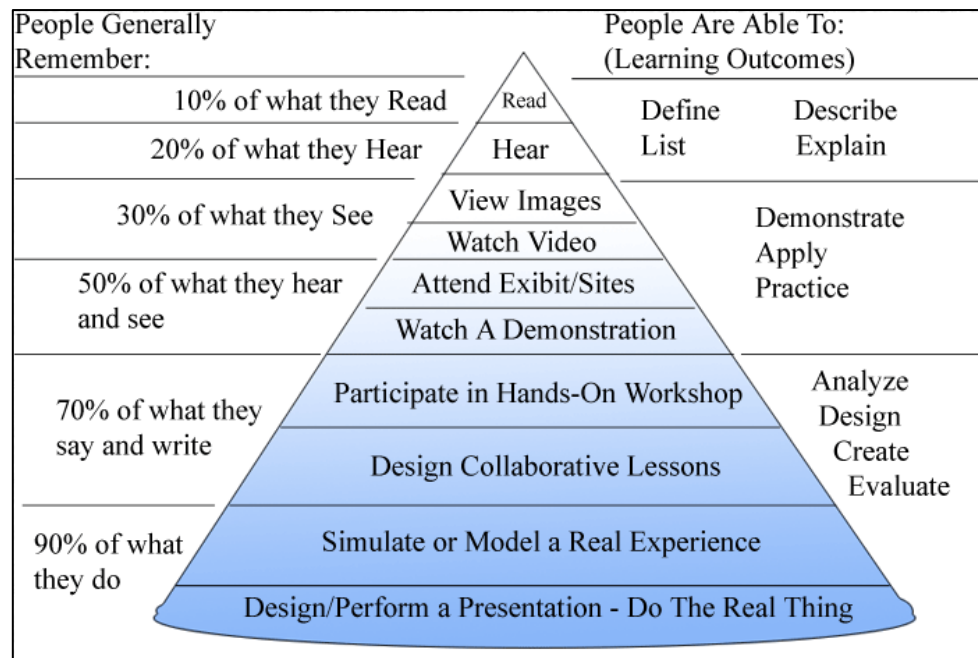 People Generally
Remember:
People Are Able To:
(Learning Outcomes)
10% of what they Read
Read
Define
Describe
List
Explain
20% of what they Hear
Hear
30% of what they See
View Images
Watch Video
Demonstrate
Apply
Practice
50% of what they hear
and see
Attend Exibit/Sites
Watch A Demonstration
70% of what they
say and write
Participate in Hands-On Workshop
Design Collaborative Lessons
Analyze
Design
Create
Evaluate
90% of what
they do
Simulate or Model a Real Experience
Design/Perform a Presentation - Do The Real Thing